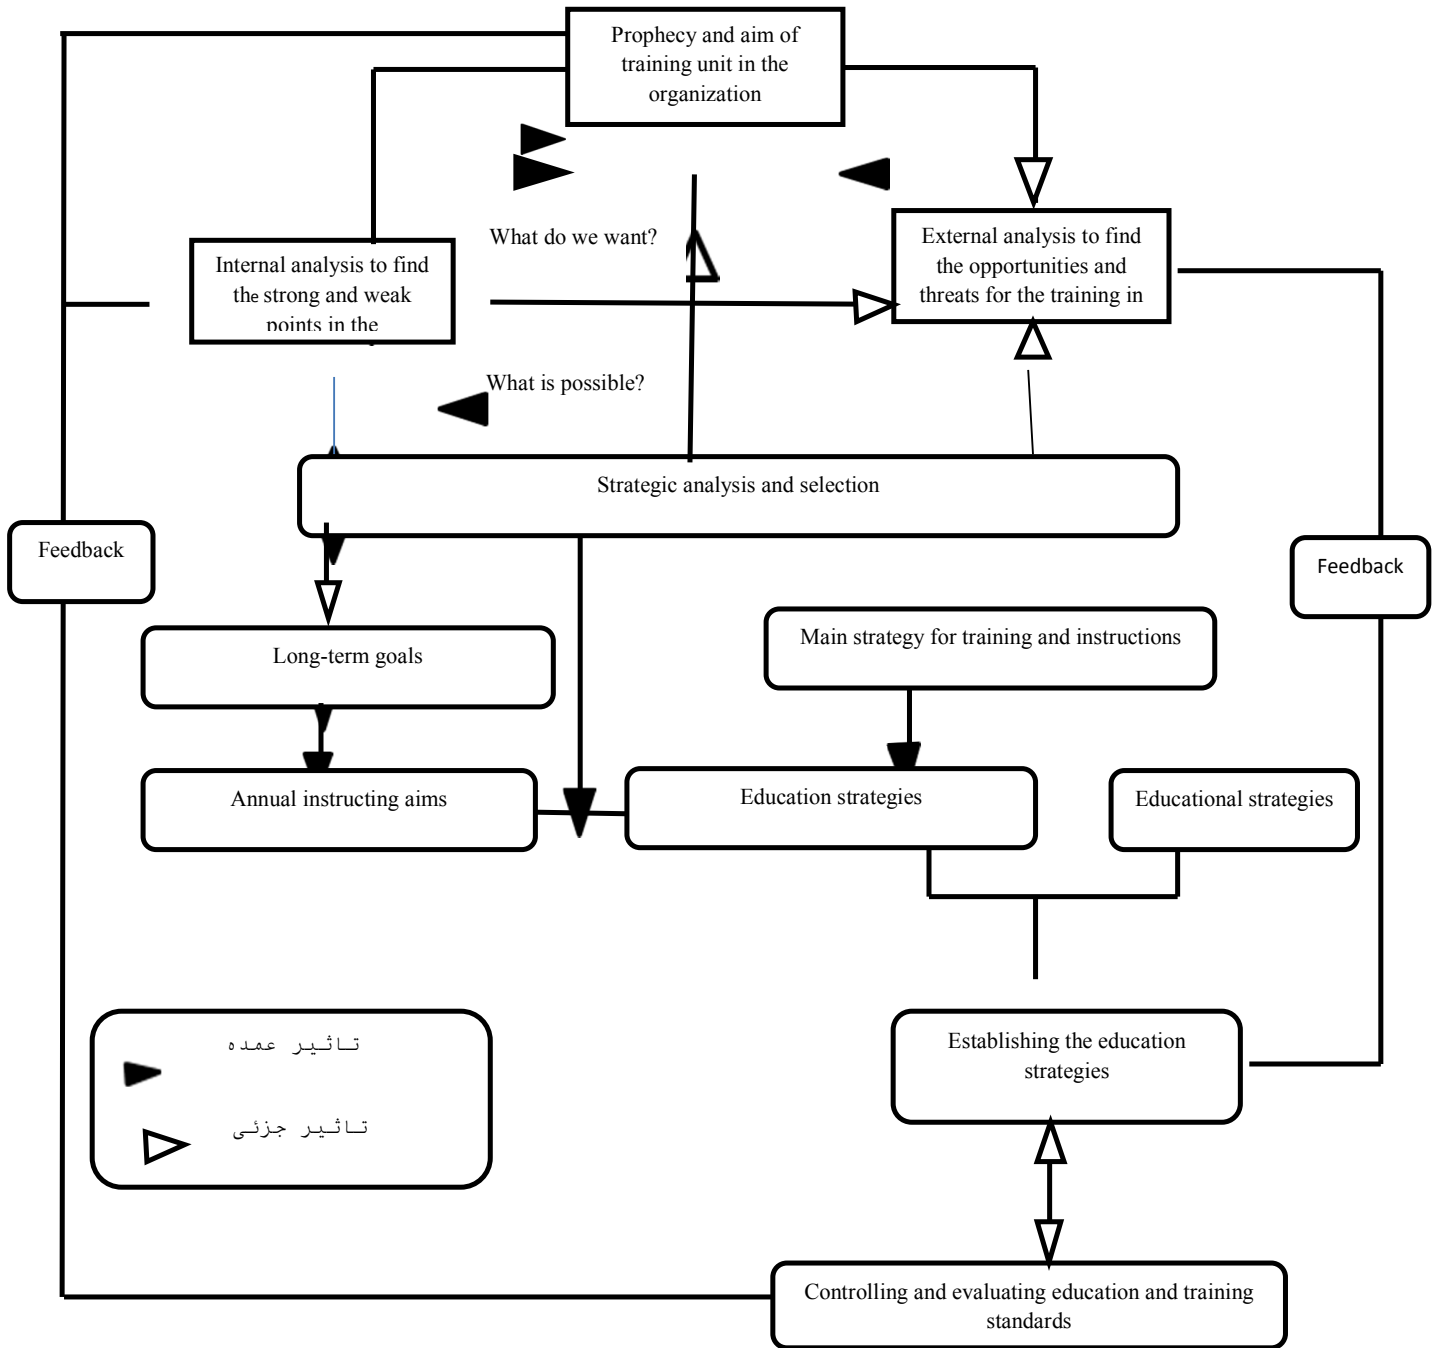 Prophecy and aim of
training unit in the
organization
What do we want?
External analysis to find
the opportunities and
threats for the training in
Internal analysis to find
the strong and weak
points in the
What is possible?
Strategic analysis and selection
Feedback
Feedback
Long-term goals
Main strategy for training and instructions
Annual instructing aims
Education strategies
Educational strategies
تاثیر عمده
تاثیر جزئی
Establishing the education
strategies
Controlling and evaluating education and training
standards